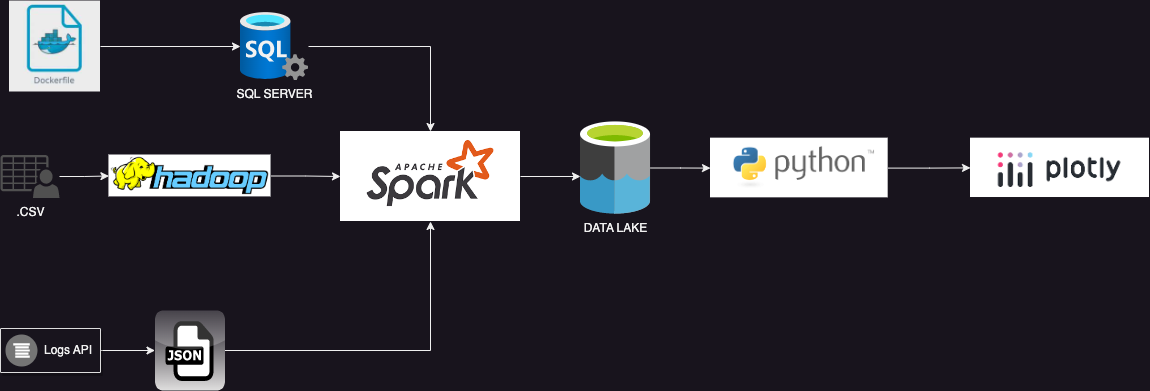 Dockerfile
SQL
SQL SERVER
.CSV
hadoop
APACHE
Spark
DATA LAKE
python™
plotly
Logs API
JSON